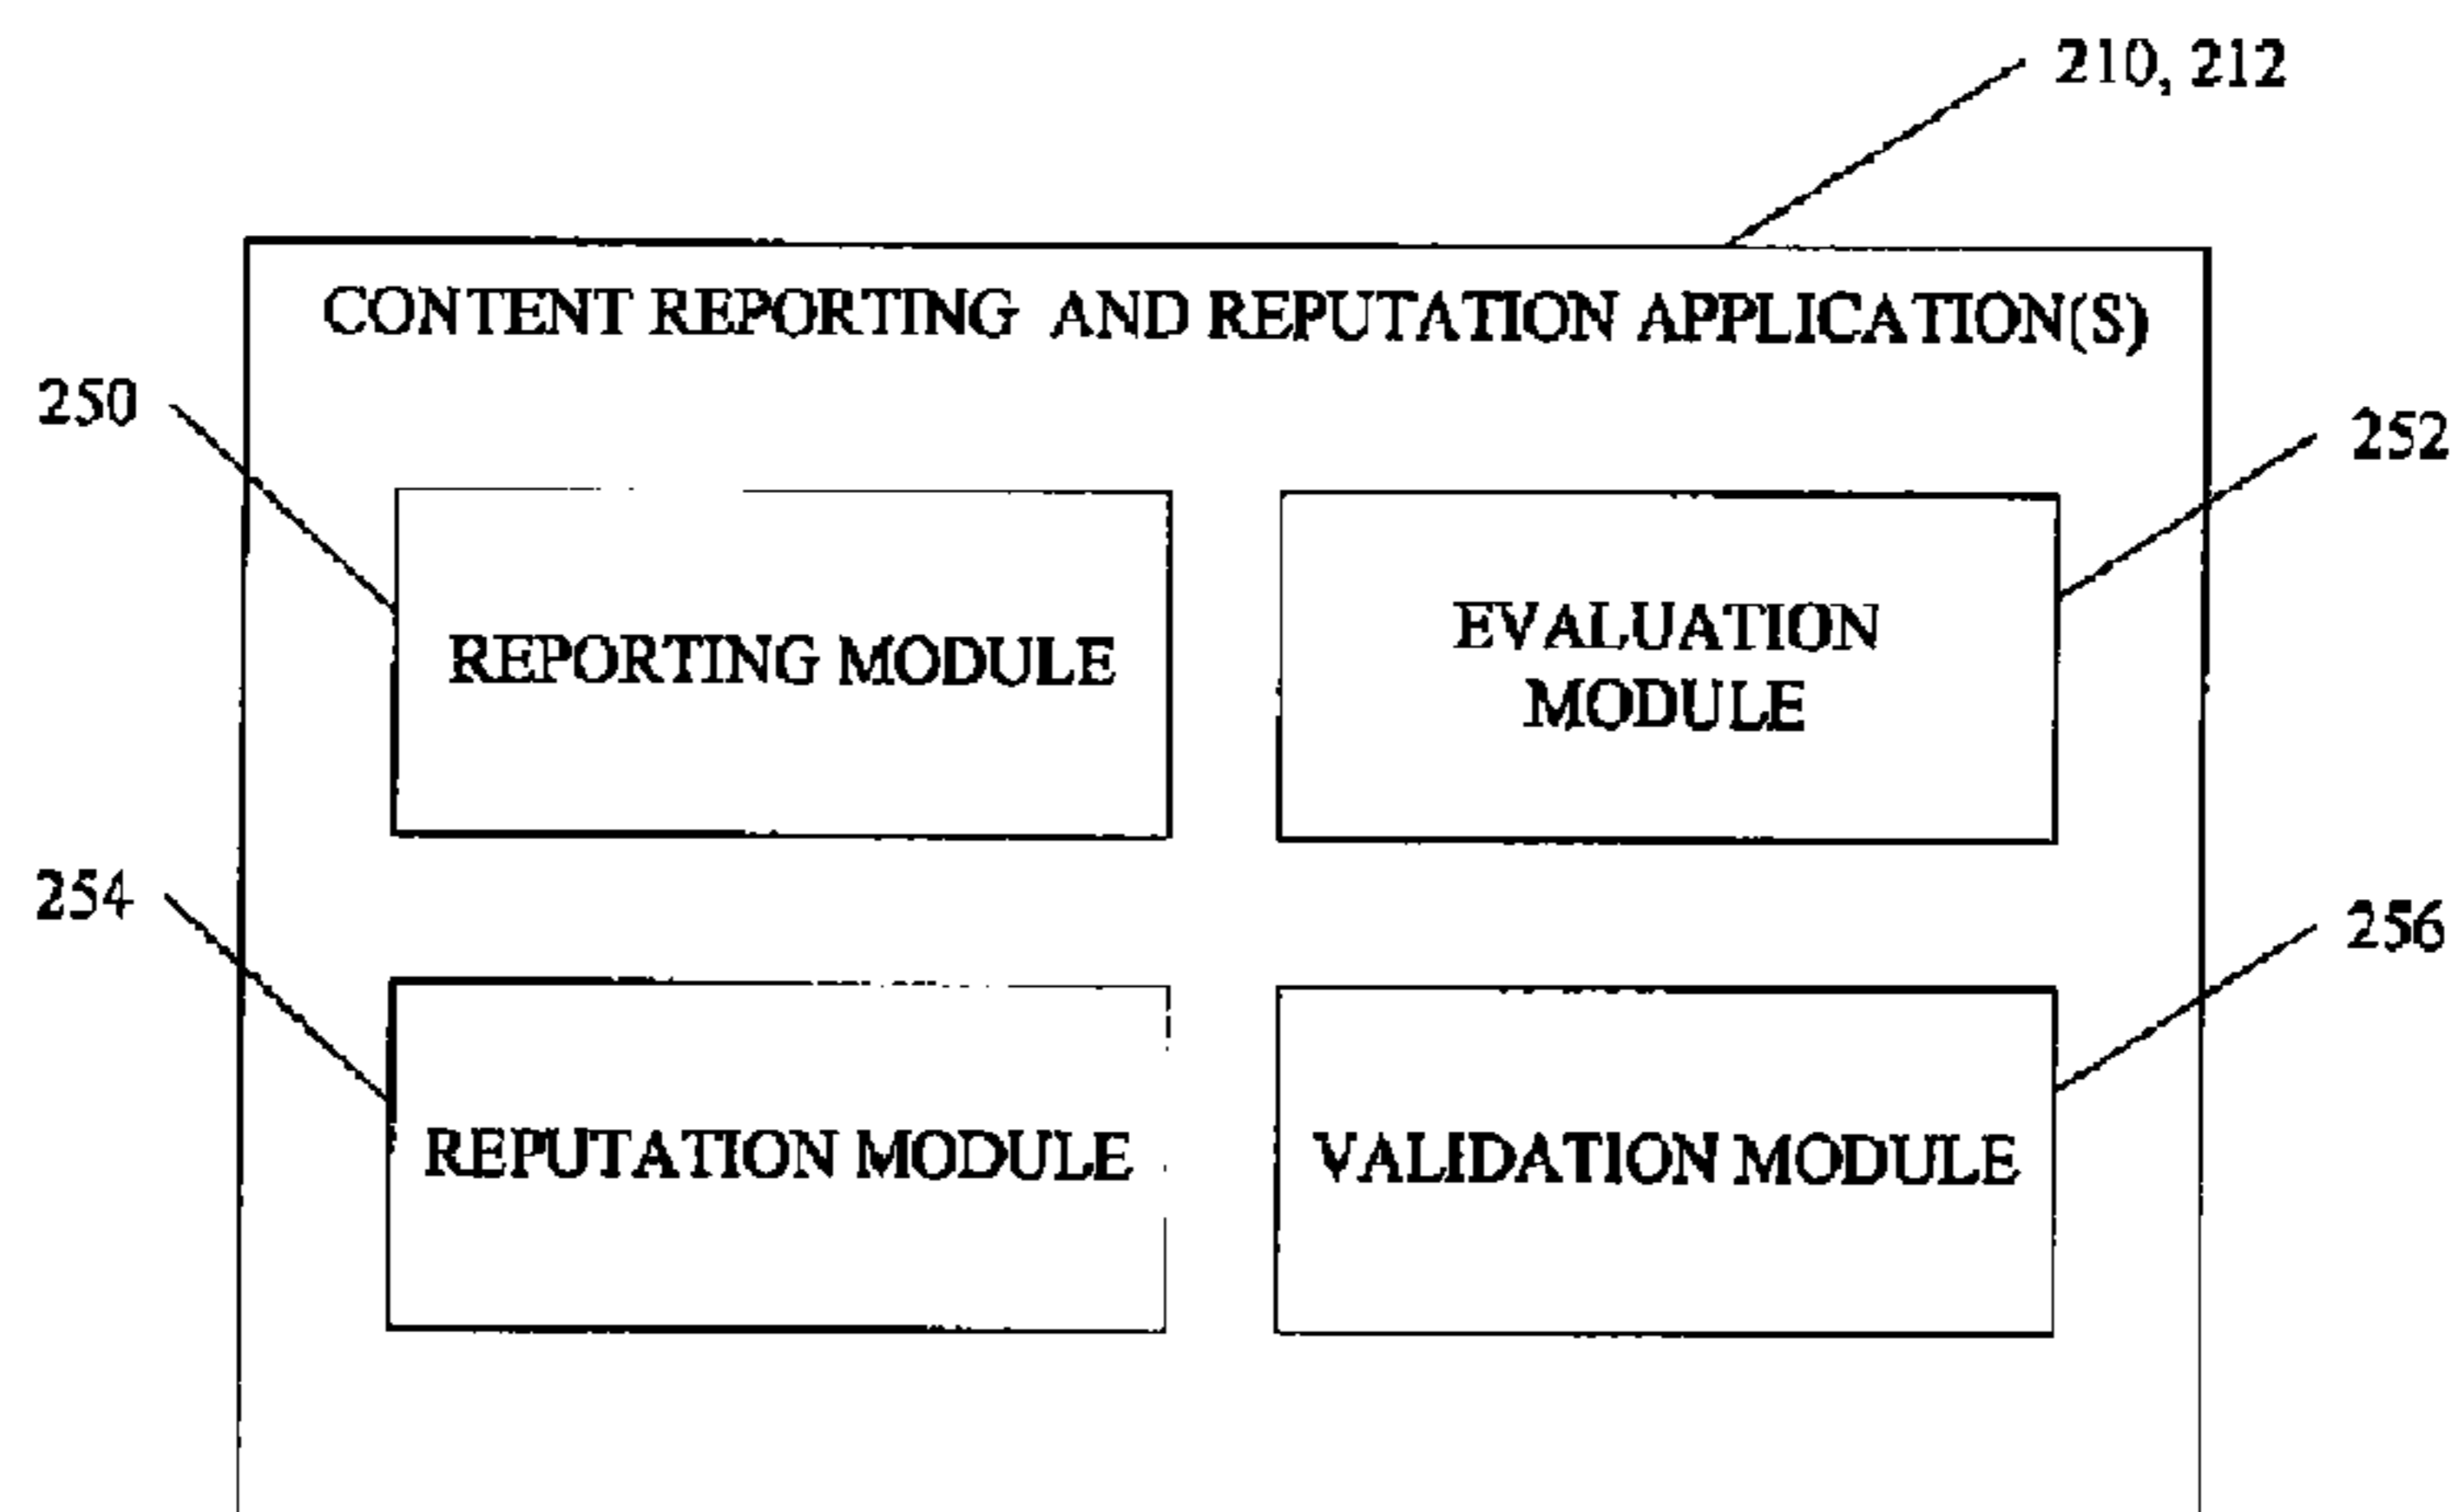 210, 212
CONTENT REPORTING AND REPUTATION APPLICATION(S)
250
252
REPORTING MODULE
EVALUATION
MODULE
254
256
REPUTATION MODULE
VALIDATION MODULE